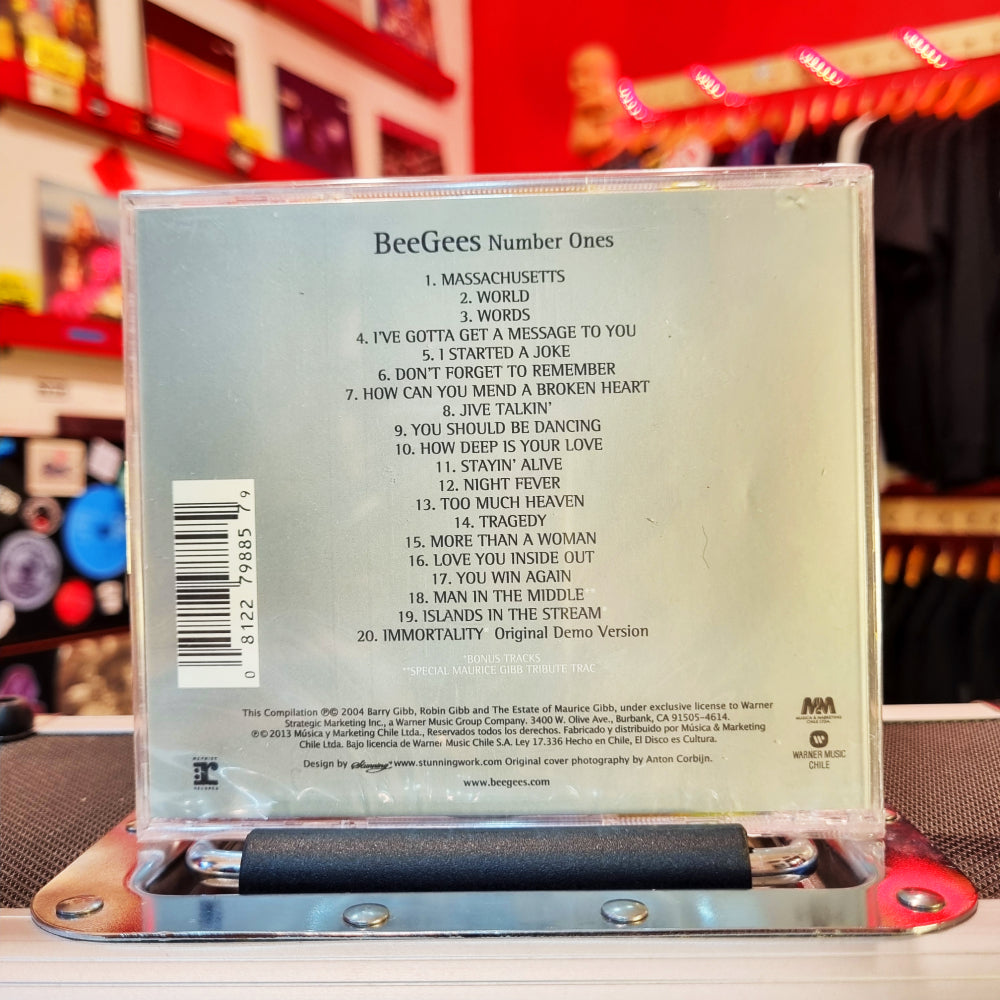 BeeGees Number Ones
1. MASSACHUSETTS
2. WORLD
3. WORDS
4. I'VE GOTTA GET A MESSAGE TO YOU
5. I STARTED A JOKE
6. DON'T FORGET TO REMEMBER
7. HOW CAN YOU MEND A BROKEN HEART
8. JIVE TALKIN'
9. YOU SHOULD BE DANCING
10. HOW DEEP IS YOUR LOVE
11. STAYIN' ALIVE
12. NIGHT FEVER
13. TOO MUCH HEAVEN
14. TRAGEDY
15. MORE THAN A WOMAN
16. LOVE YOU INSIDE OUT
17. YOU WIN AGAIN
18. MAN IN THE MIDDLE**
19. ISLANDS IN THE STREAM*
20. IMMORTALITY* Original Demo Version
*BONUS TRACKS
**SPECIAL MAURICE GIBB TRIBUTE TRAC
0 81227 98857 9
This Compilation ℗© 2004 Barry Gibb, Robin Gibb and The Estate of Maurice Gibb, under exclusive license to Warner
Strategic Marketing Inc., a Warner Music Group Company. 3400 W. Olive Ave., Burbank, CA 91505-4614.
℗© 2013 Música y Marketing Chile Ltda., Reservados todos los derechos. Fabricado y distribuido por Música & Marketing
Chile Ltda. Bajo licencia de Warner Music Chile S.A. Ley 17.336 Hecho en Chile, El Disco es Cultura.
Design by Stunning* www.stunningwork.com Original cover photography by Anton Corbijn.
www.beegees.com
REPRISE
r:
RECORDS
M&M
MUSICA & MARKETING
CHILE LTDA.
WARNER MUSIC
CHILE